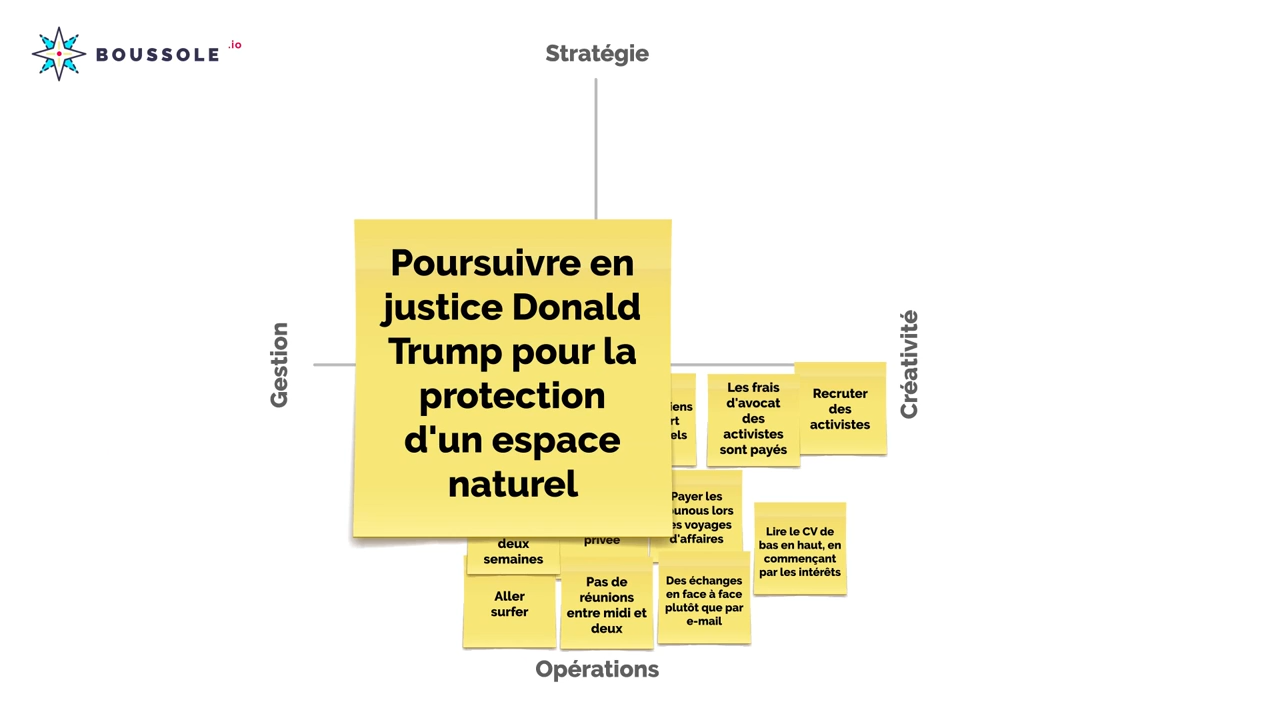 BOUSSOLE .io
Stratégie
Poursuivre en
justice Donald
Trump pour la
protection
d'un espace
naturel
Gestion
Créativité
Les frais
d'avocat
des
activistes
sont payés
Recruter
des
activistes
Payer les
lors
voyages
d'affaires
Lire le CV de
bas en haut, en
commençant
par les intérêts
deux
semaines
privée
Aller
surfer
Pas de
réunions
entre midi et
deux
Des échanges
en face à face
plutôt que par
e-mail
Opérations